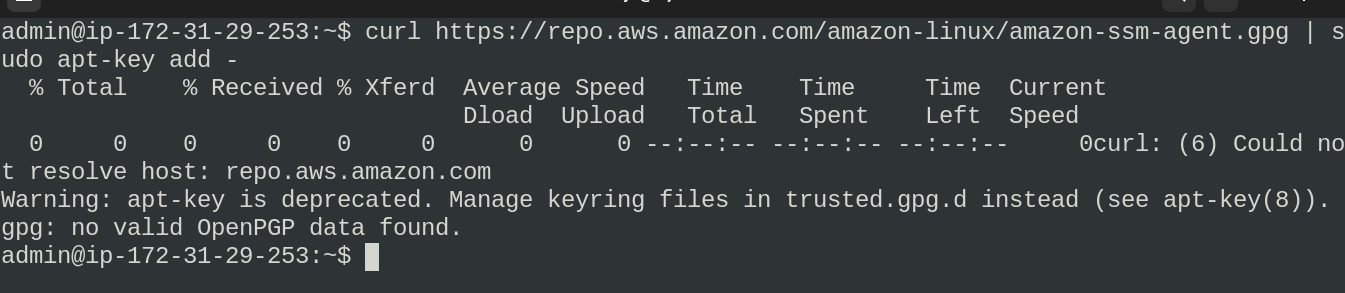 admin@ip-172-31-29-253:~$ curl https://repo.aws.amazon.com/amazon-linux/amazon-ssm-agent.gpg | s
udo apt-key add -
  % Total    % Received % Xferd  Average Speed   Time    Time     Time  Current
                                 Dload  Upload   Total   Spent    Left  Speed
  0     0    0     0    0     0      0      0 --:--:-- --:--:-- --:--:--     0curl: (6) Could no
t resolve host: repo.aws.amazon.com
Warning: apt-key is deprecated. Manage keyring files in trusted.gpg.d instead (see apt-key(8)).
gpg: no valid OpenPGP data found.
admin@ip-172-31-29-253:~$